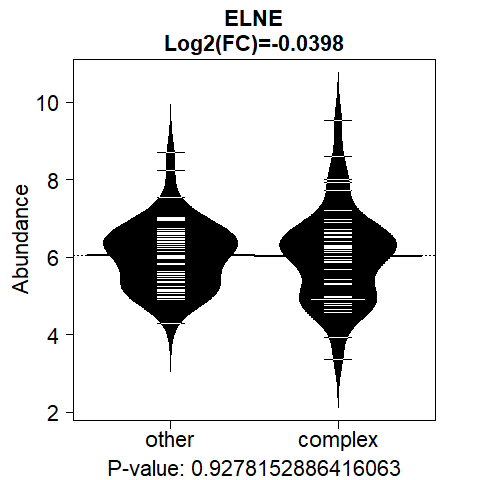 ELNE
Log2(FC)=-0.0398
Abundance
10
8
6
4
2
other complex
P-value: 0.9278152886416063